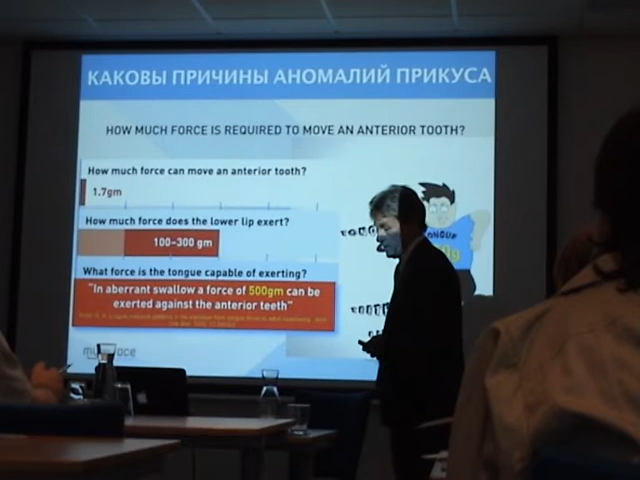 КАКОВЫ ПРИЧИНЫ АНОМАЛИЙ ПРИКУСА
HOW MUCH FORCE IS REQUIRED TO MOVE AN ANTERIOR TOOTH?
How much force can move an anterior tooth?
1.7gm
How much force does the lower lip exert?
100-300 gm
What force is the tongue capable of exerting?
"In aberrant swallow a force of 500gm can be
exerted against the anterior teeth"